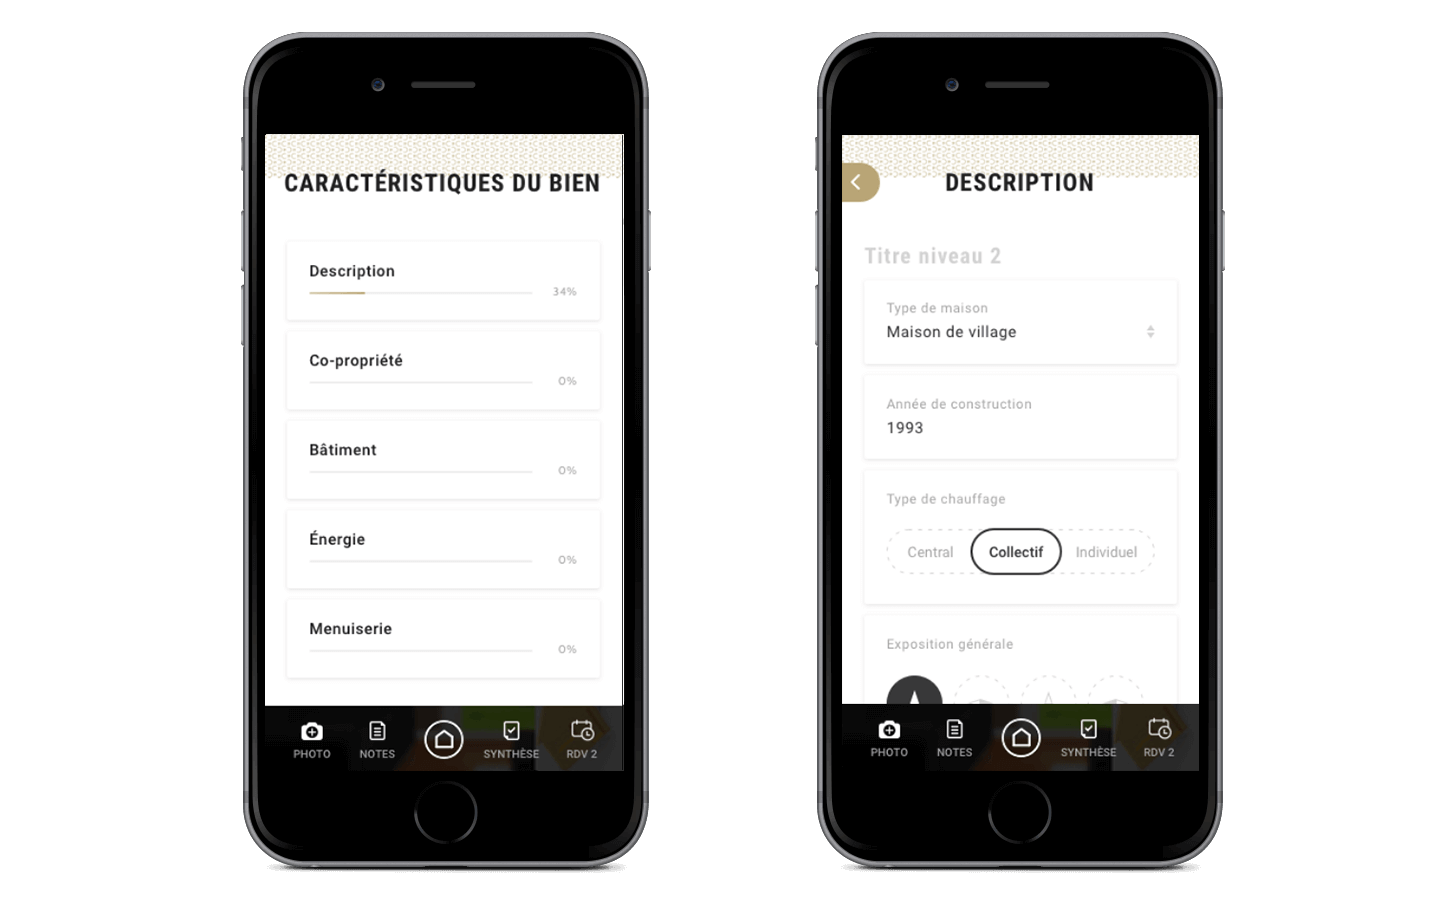 CARACTÉRISTIQUES DU BIEN
Description
34%
Co-propriété
0%
Bâtiment
0%
Énergie
0%
Menuiserie
0%
PHOTO
NOTES
SYNTHÈSE
RDV 2
DESCRIPTION
Titre niveau 2
Type de maison
Maison de village
Année de construction
1993
Type de chauffage
Central
Collectif
Individuel
Exposition générale
PHOTO
NOTES
SYNTHÈSE
RDV 2